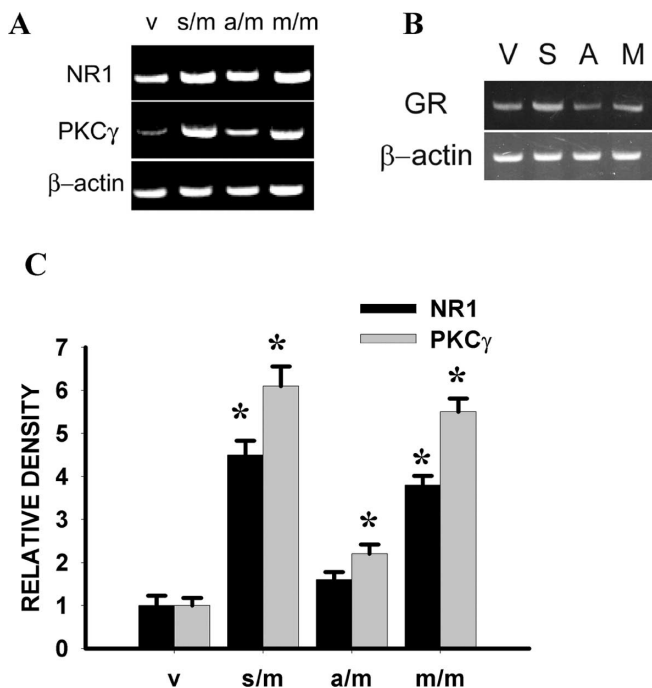 A
v s/m a/m m/m
NR1
PKCγ
β–actin
B
V S A M
GR
β–actin
C
NR1
PKCγ
RELATIVE DENSITY
7
6
5
4
3
2
1
0
* * * * *
v s/m a/m m/m